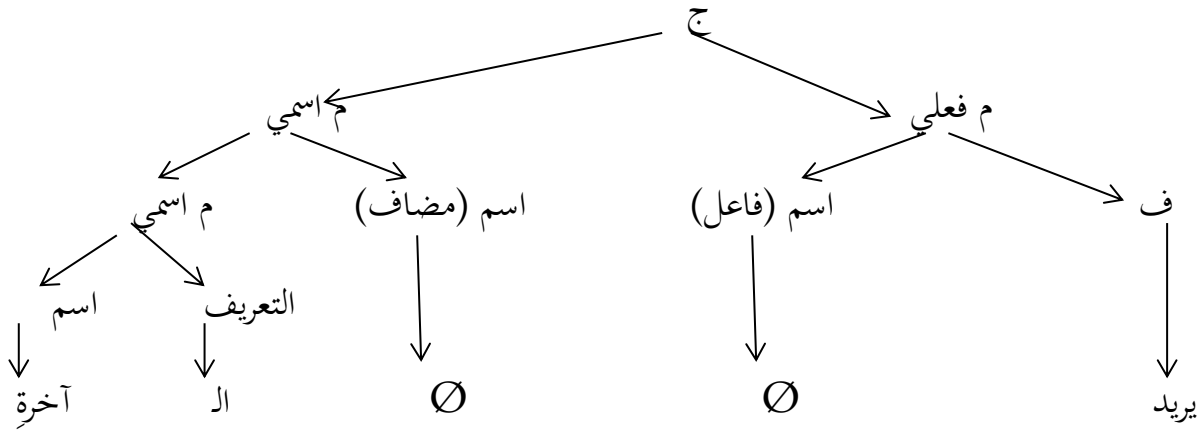 ج
م فعلي م اسمي
ف اسم (فاعل) اسم (مضاف) م اسمي
التعريف اسم
يريد Ø Ø الـ آخرةِ